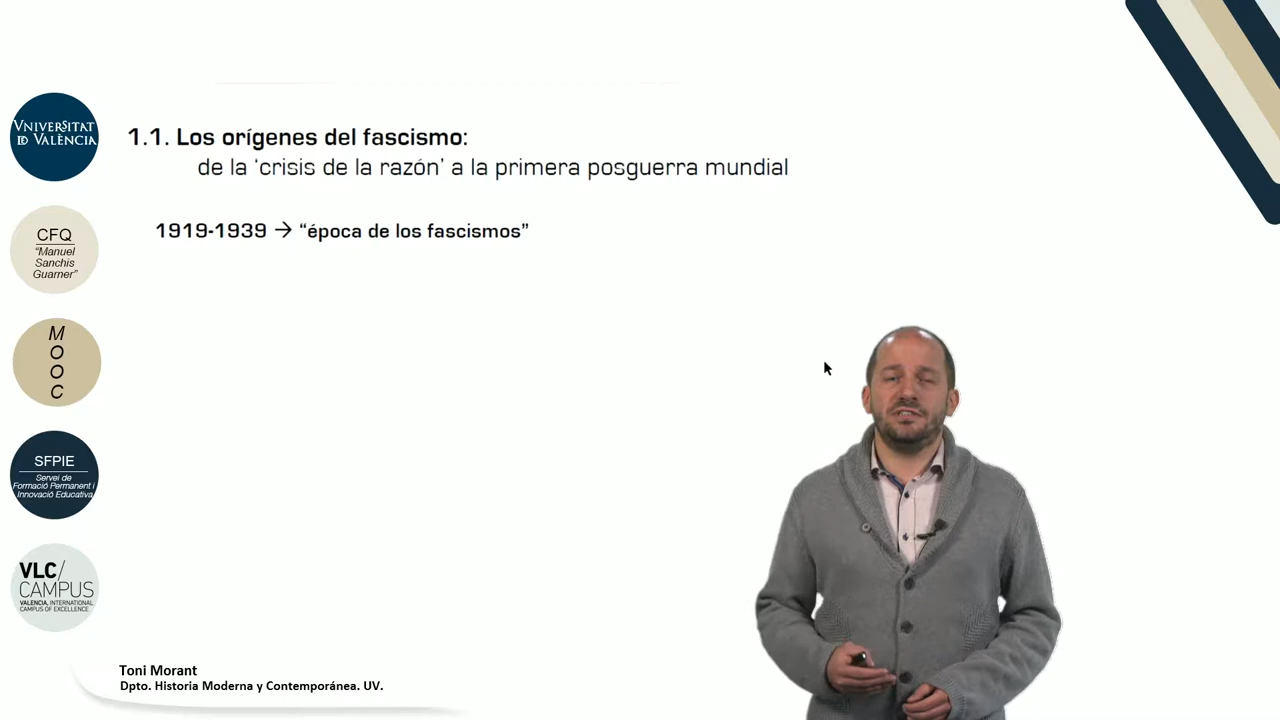 1.1. Los orígenes del fascismo:
de la ‘crisis de la razón’ a la primera posguerra mundial
1919-1939 → “época de los fascismos”
VNIVERSITAT
ID VALÈNCIA
CFQ
“Manuel
Sanchis
Guarner”
M
O
O
C
SFPIE
Servei de
Formació Permanent i
Innovació Educativa
VLC/
CAMPUS
VALENCIA, INTERNATIONAL
CAMPUS OF EXCELLENCE
Toni Morant
Dpto. Historia Moderna y Contemporánea. UV.